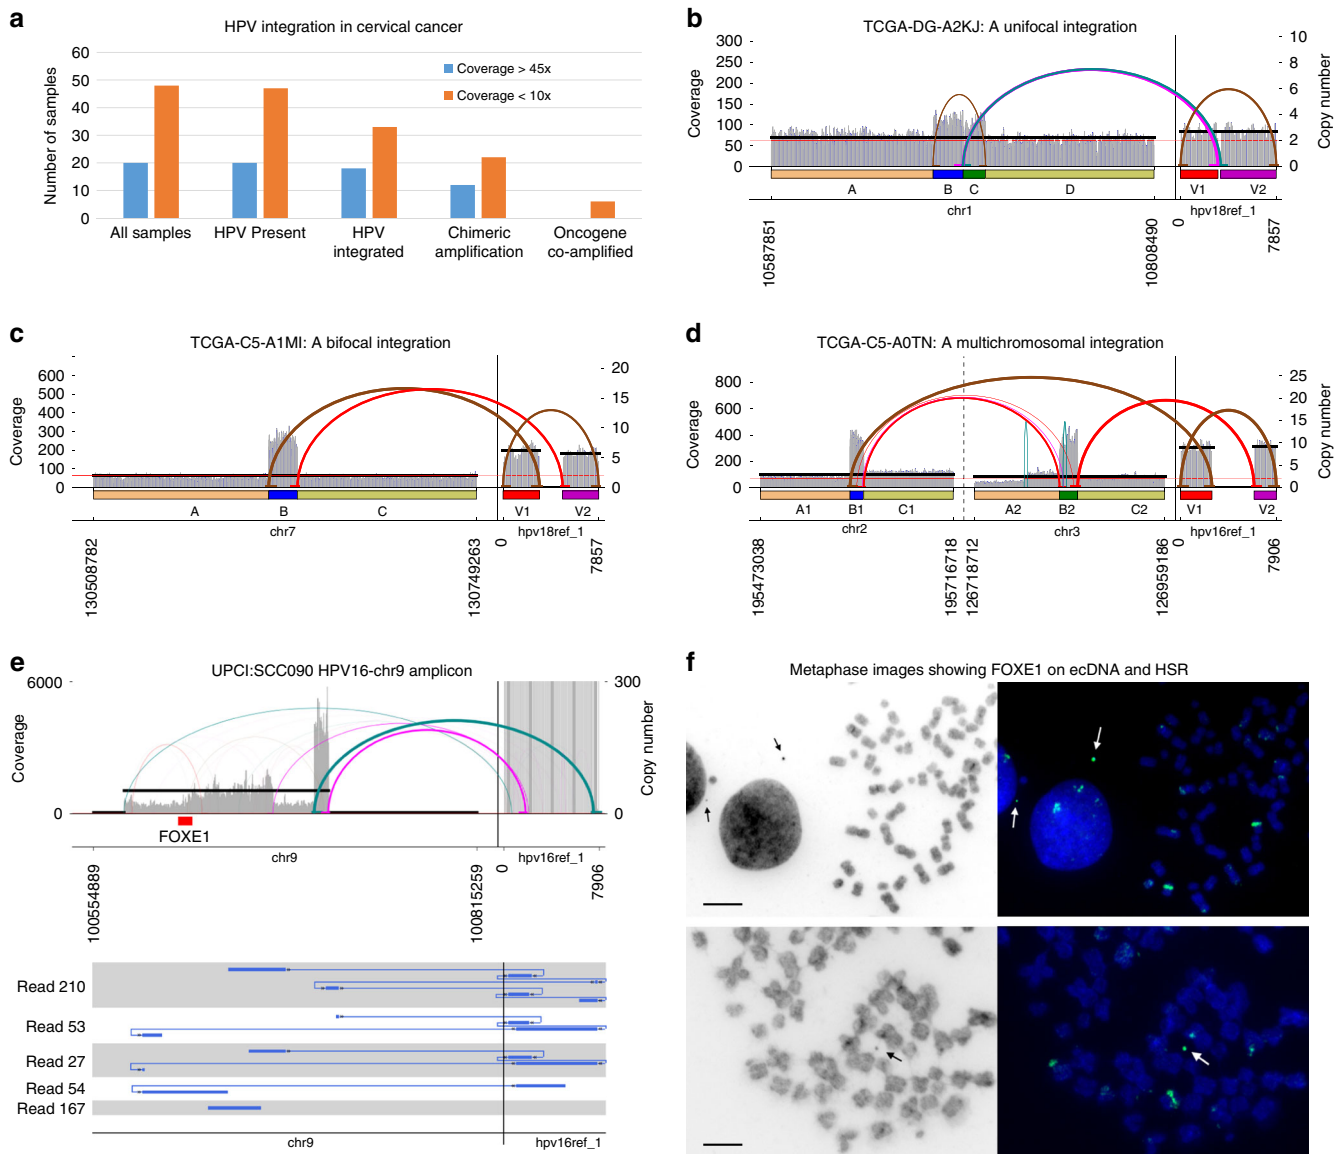 a
HPV integration in cervical cancer
Number of samples
60
50
40
30
20
10
0
Coverage > 45x
Coverage < 10x
All samples
HPV Present
HPV integrated
Chimeric amplification
Oncogene co-amplified
b
TCGA-DG-A2KJ: A unifocal integration
Coverage
300
250
200
150
100
50
0
10
8
6
4
2
0
Copy number
A B C D V1 V2
chr1 hpv18ref_1
10587851 10808490 0 7857
c
TCGA-C5-A1MI: A bifocal integration
Coverage
600
500
400
300
200
100
0
20
15
10
5
0
A B C V1 V2
chr7 hpv18ref_1
130508782 130749263 0 7857
d
TCGA-C5-A0TN: A multichromosomal integration
Coverage
800
600
400
200
0
25
20
15
10
5
0
Copy number
A1 B1 C1 A2 B2 C2 V1 V2
chr2 chr3 hpv16ref_1
195473038 195716718 126718712 126959186 0 7906
e
UPCI:SCC090 HPV16-chr9 amplicon
Coverage
6000
4000
2000
0
300
200
100
0
Copy number
FOXE1
chr9 hpv16ref_1
100554889 100815259 0 7906
Read 210
Read 53
Read 27
Read 54
Read 167
chr9 hpv16ref_1
f
Metaphase images showing FOXE1 on ecDNA and HSR